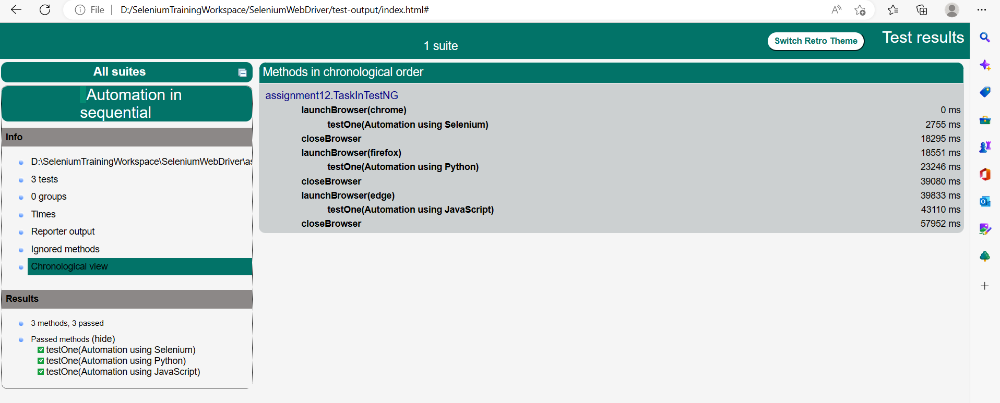 File
D:/SeleniumTrainingWorkspace/SeleniumWebDriver/test-output/index.html#
1 suite
Switch Retro Theme
Test results
All suites
Automation in
sequential
Info
D:\SeleniumTrainingWorkspace\SeleniumWebDriver\as
3 tests
0 groups
Times
Reporter output
Ignored methods
Chronological view
Results
3 methods, 3 passed
Passed methods (hide)
testOne(Automation using Selenium)
testOne(Automation using Python)
testOne(Automation using JavaScript)
Methods in chronological order
assignment12.TaskInTestNG
launchBrowser(chrome) 0 ms
testOne(Automation using Selenium) 2755 ms
closeBrowser 18295 ms
launchBrowser(firefox) 18551 ms
testOne(Automation using Python) 23246 ms
closeBrowser 39080 ms
launchBrowser(edge) 39833 ms
testOne(Automation using JavaScript) 43110 ms
closeBrowser 57952 ms